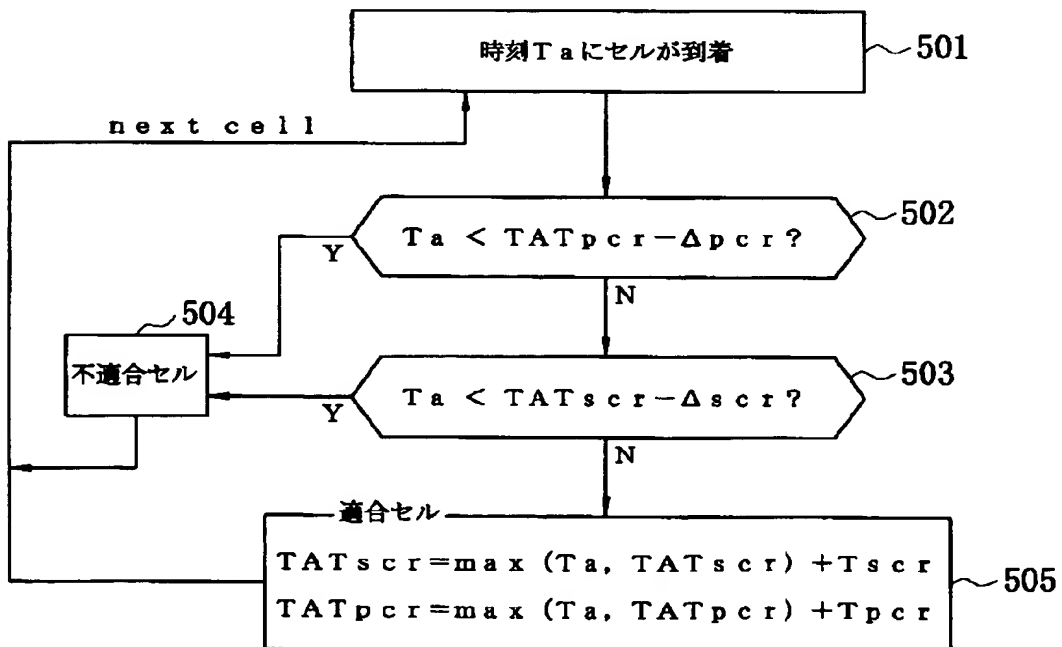 時刻Taにセルが到着
501
next cell
Ta < TATpcr−Δpcr?
502
Y
N
504
不適合セル
Ta < TATscr−Δscr?
503
Y
N
適合セル
TATscr=max (Ta, TATscr) +Tscr
TATpcr=max (Ta, TATpcr) +Tpcr
505